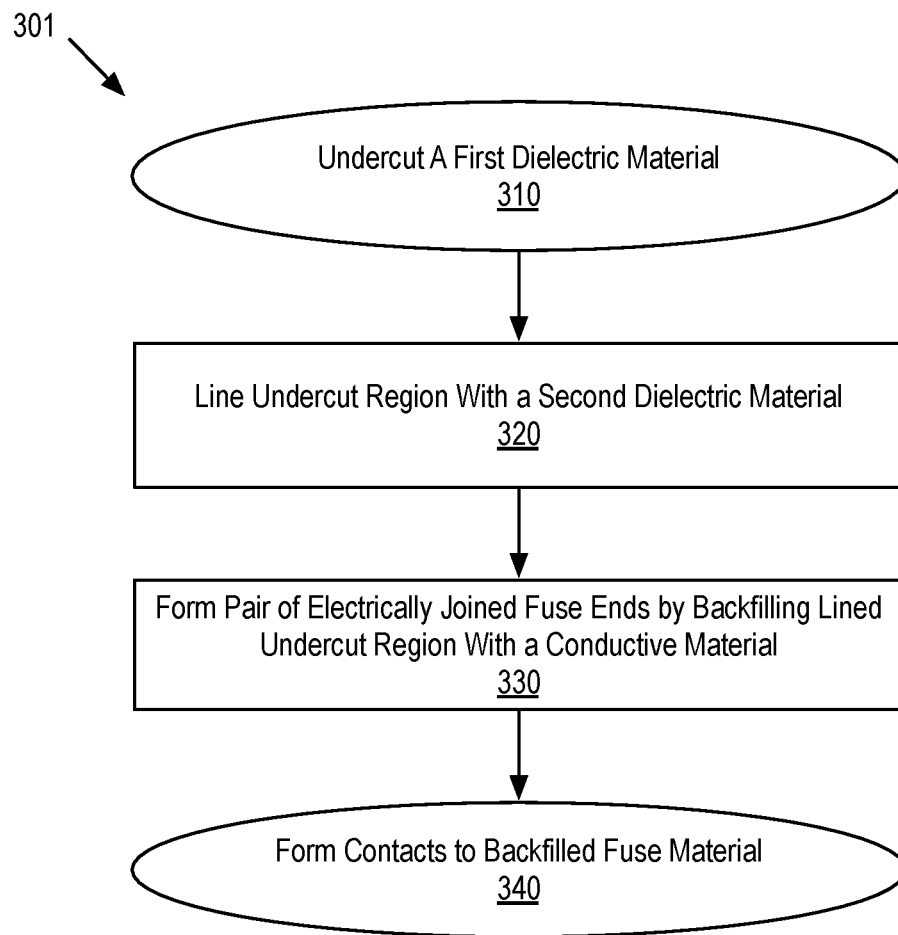 301
Undercut A First Dielectric Material
310
Line Undercut Region With a Second Dielectric Material
320
Form Pair of Electrically Joined Fuse Ends by Backfilling Lined
Undercut Region With a Conductive Material
330
Form Contacts to Backfilled Fuse Material
340